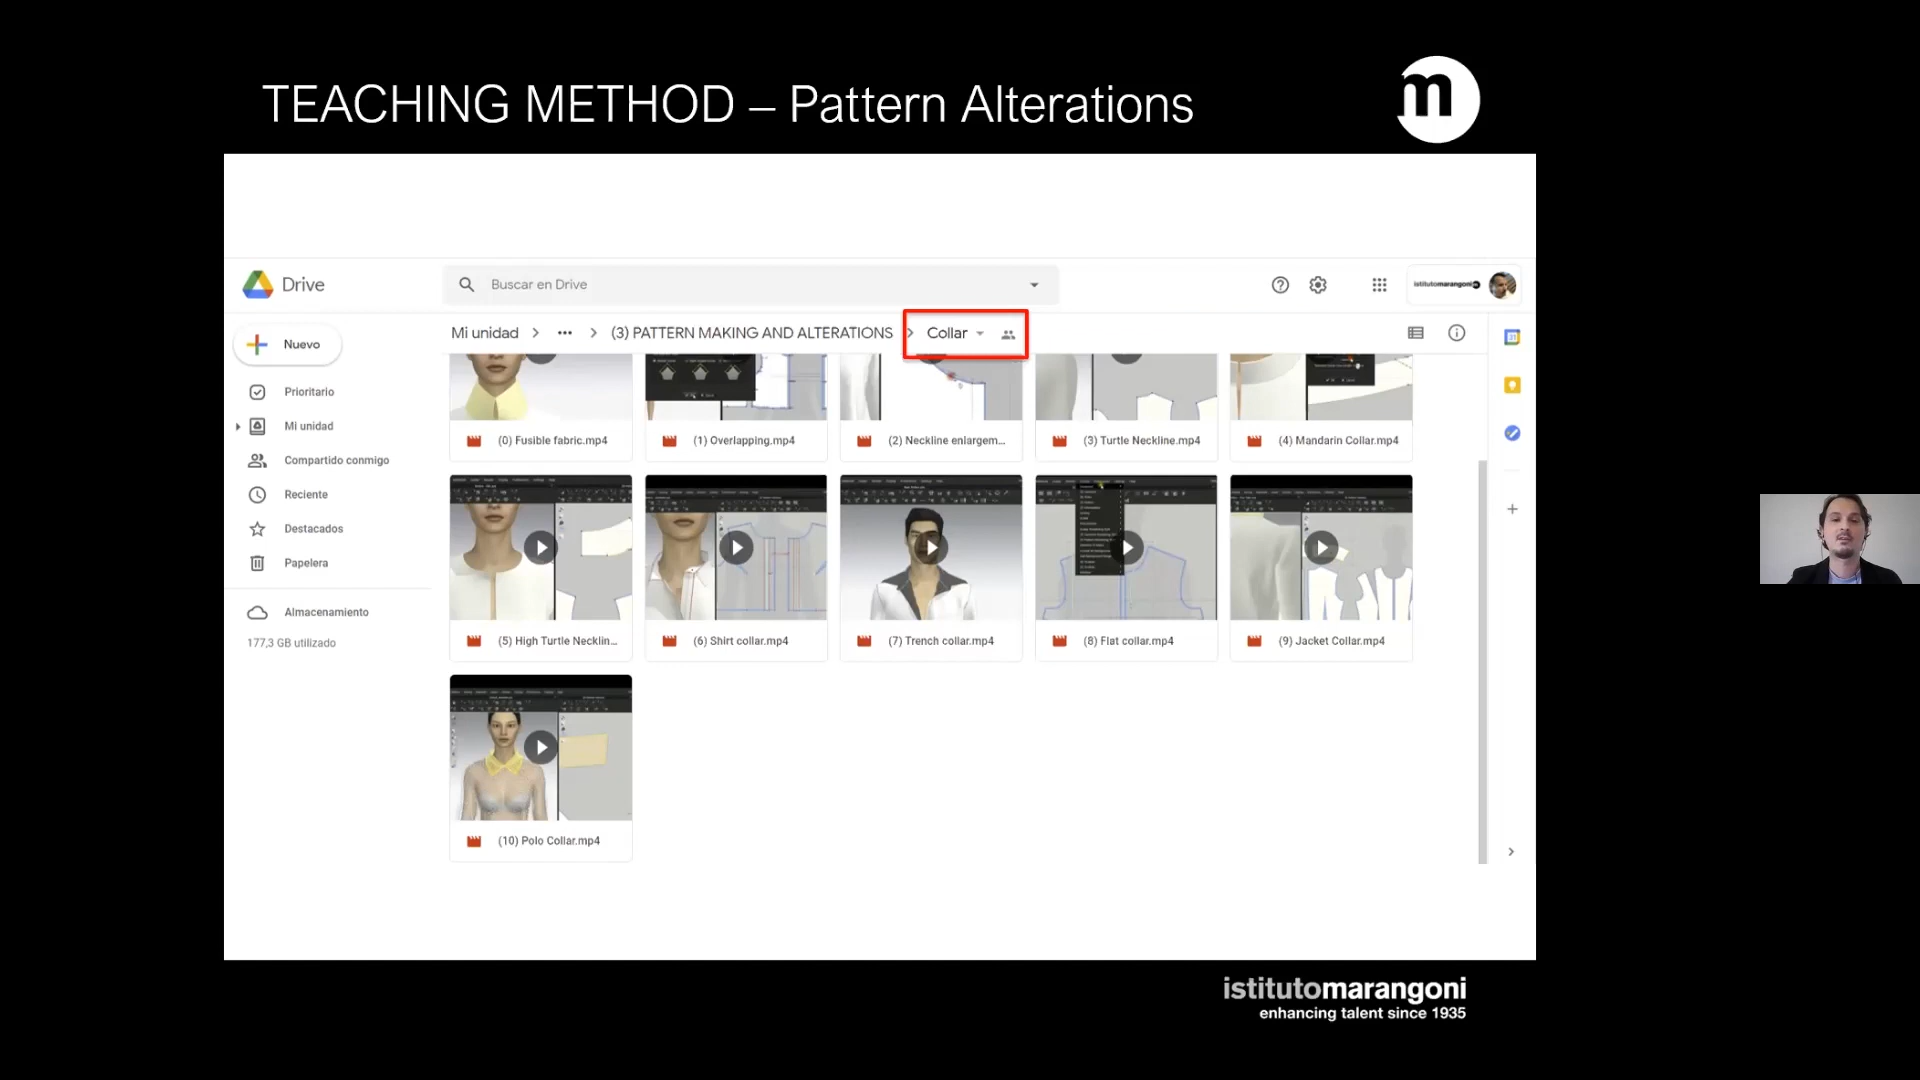 TEACHING METHOD – Pattern Alterations
m
Drive
Buscar en Drive
istitutomarangoni
Nuevo
Mi unidad > ••• > (3) PATTERN MAKING AND ALTERATIONS > Collar
Prioritario
Mi unidad
Compartido conmigo
Reciente
Destacados
Papelera
Almacenamiento
177,3 GB utilizado
(0) Fusible fabric.mp4
(1) Overlapping.mp4
(2) Neckline enlargem...
(3) Turtle Neckline.mp4
(4) Mandarin Collar.mp4
(5) High Turtle Necklin...
(6) Shirt collar.mp4
(7) Trench collar.mp4
(8) Flat collar.mp4
(9) Jacket Collar.mp4
(10) Polo Collar.mp4
istitutomarangoni
enhancing talent since 1935